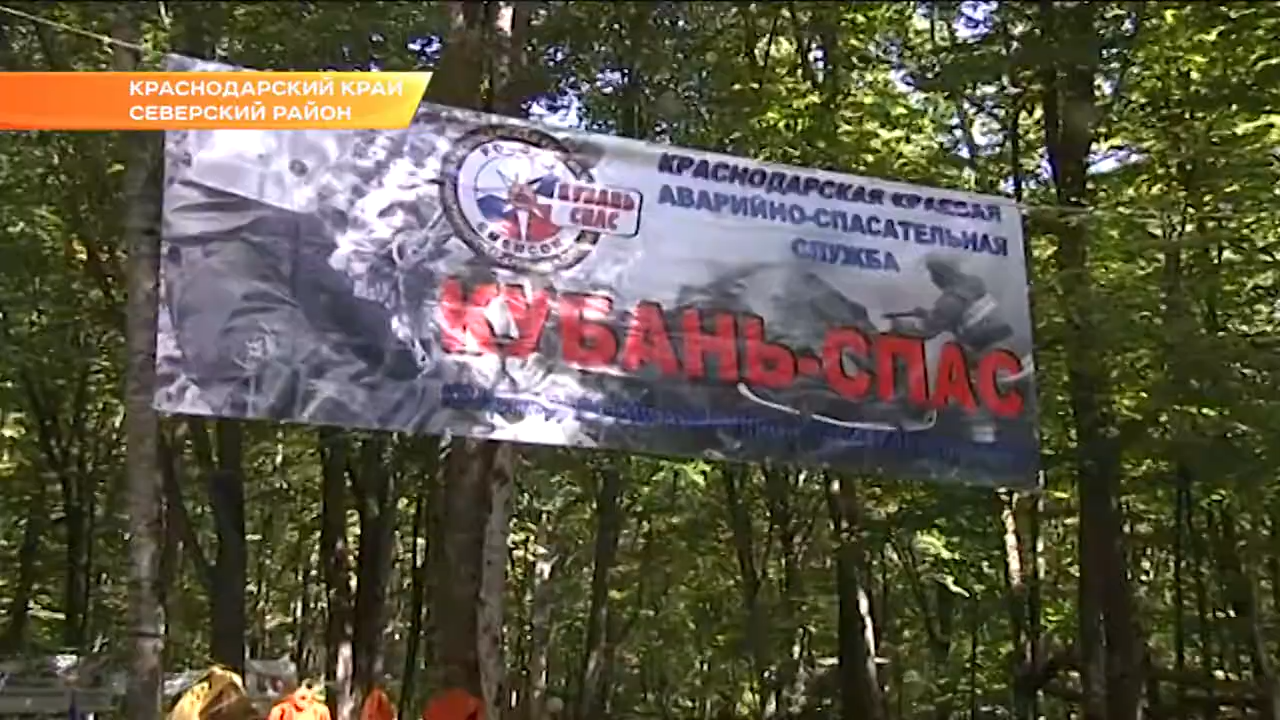 КРАСНОДАРСКИЙ КРАЙ
СЕВЕРСКИЙ РАЙОН
КРАСНОДАРСКАЯ КРАЕВАЯ
АВАРИЙНО-СПАСАТЕЛЬНАЯ
СЛУЖБА
КУБАНЬ
СПАС
КУБАНЬ-СПАС